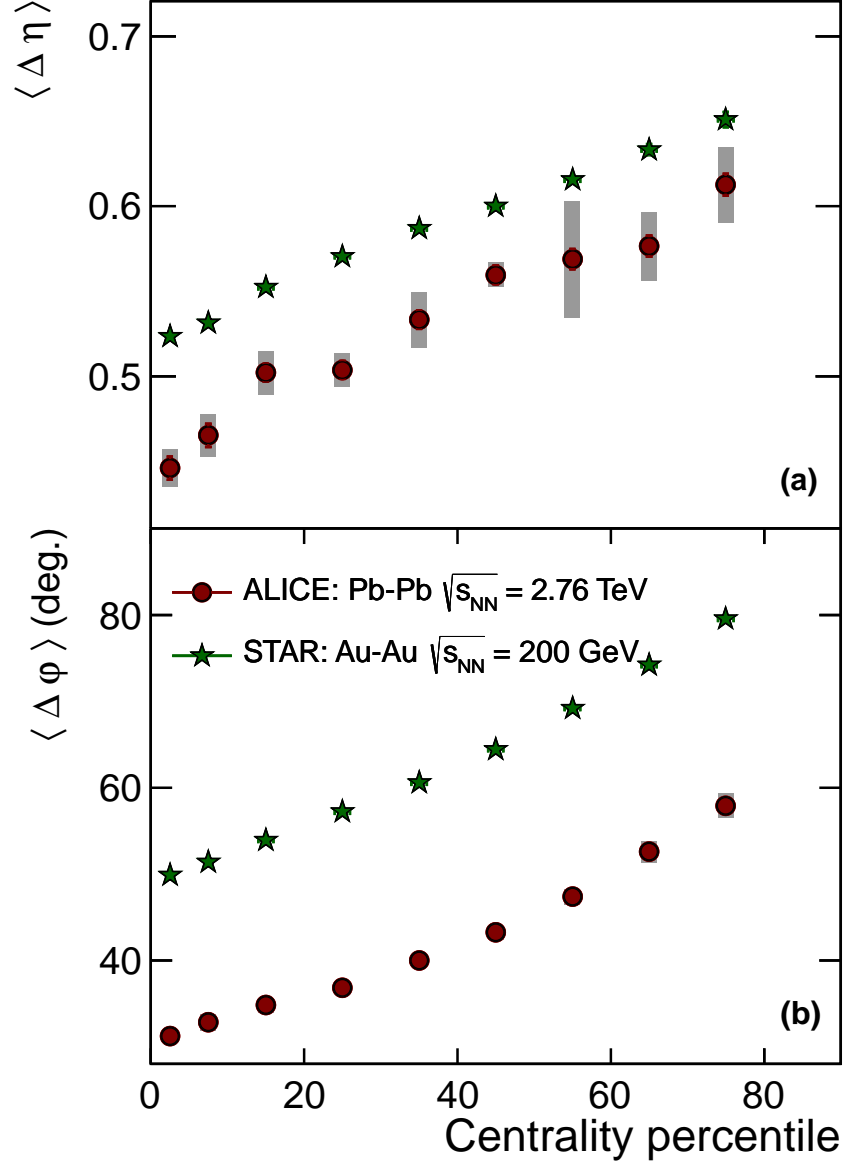 ⟨ Δ η ⟩
0.7
0.6
0.5
(a)
⟨ Δ φ ⟩ (deg.)
ALICE: Pb-Pb √sNN = 2.76 TeV
STAR: Au-Au √sNN = 200 GeV
80
60
40
(b)
0 20 40 60 80
Centrality percentile